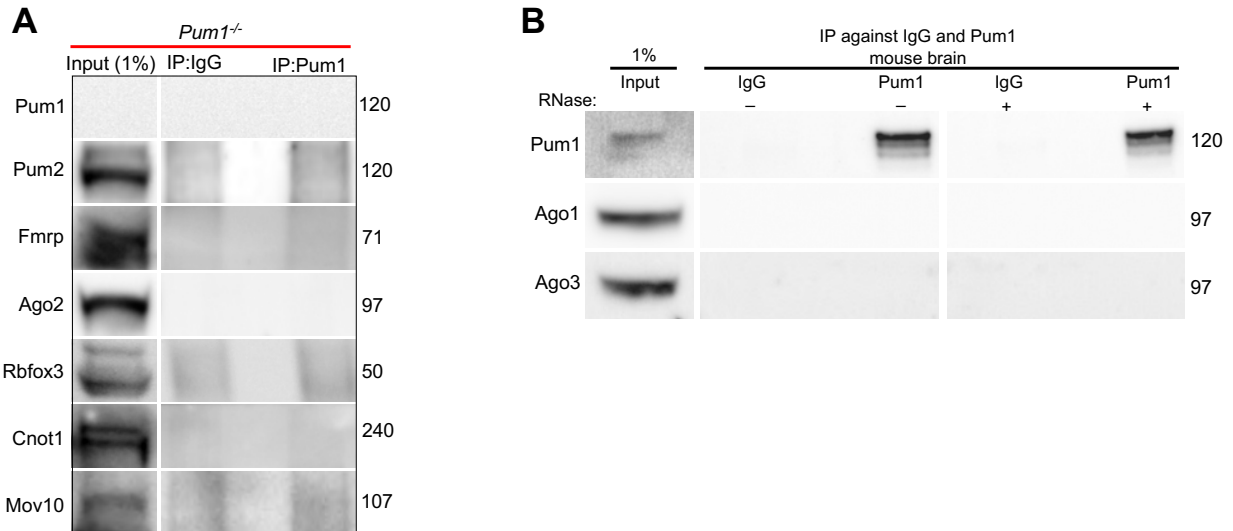 A
Pum1-/-
Input (1%) IP:IgG IP:Pum1
Pum1 120
Pum2 120
Fmrp 71
Ago2 97
Rbfox3 50
Cnot1 240
Mov10 107
B
IP against IgG and Pum1
mouse brain
1%
Input IgG Pum1 IgG Pum1
RNase: – – + +
Pum1 120
Ago1 97
Ago3 97